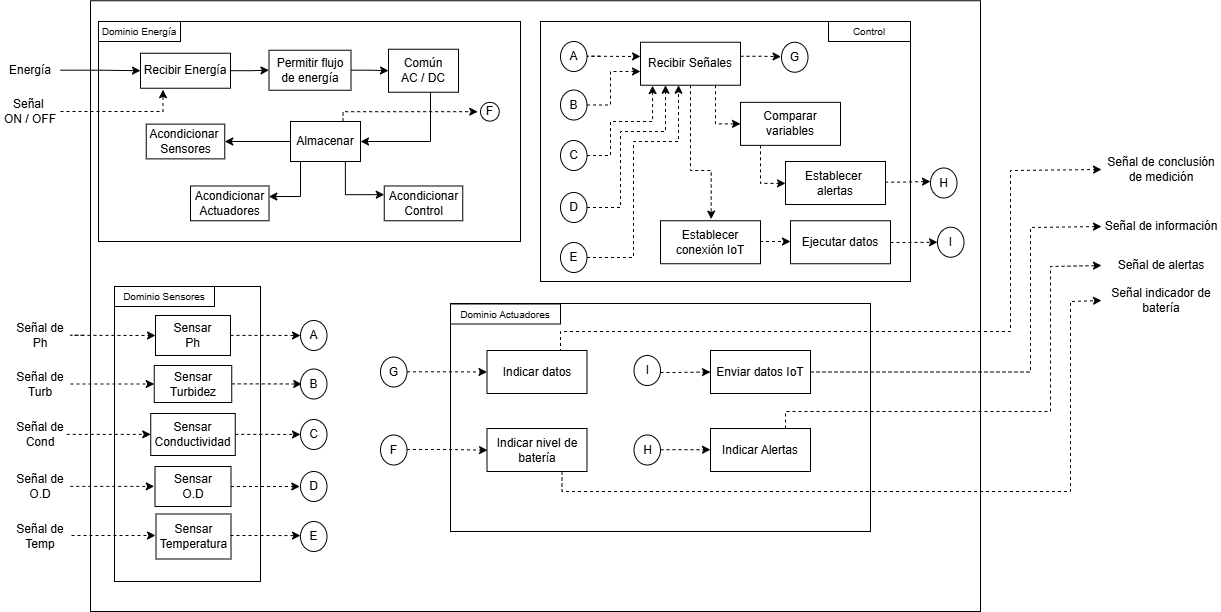 Dominio Energía
Energía
Señal
ON / OFF
Recibir Energía
Permitir flujo
de energía
Común
AC / DC
F
Almacenar
Acondicionar
Sensores
Acondicionar
Actuadores
Acondicionar
Control
Control
A
B
C
D
E
Recibir Señales
G
Comparar
variables
Establecer
alertas
H
Establecer
conexión IoT
Ejecutar datos
I
Señal de conclusión
de medición
Señal de información
Señal de alertas
Señal indicador de
batería
Dominio Sensores
Señal de
Ph
Sensar
Ph
A
Señal de
Turb
Sensar
Turbidez
B
Señal de
Cond
Sensar
Conductividad
C
Señal de
O.D
Sensar
O.D
D
Señal de
Temp
Sensar
Temperatura
E
Dominio Actuadores
G
Indicar datos
I
Enviar datos IoT
F
Indicar nivel de
batería
H
Indicar Alertas